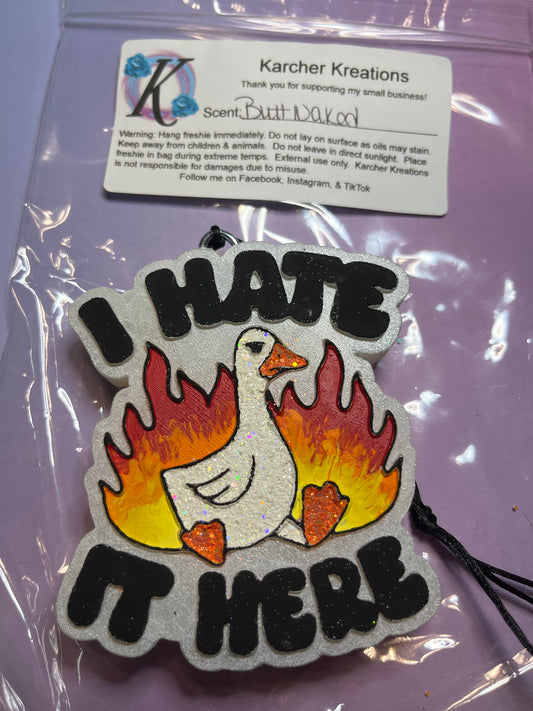 K
Karcher Kreations
Thank you for supporting my small business!
Scent: Butt Naked
Warning: Hang freshie immediately. Do not lay on surface as oils may stain.
Keep away from children & animals. Do not leave in direct sunlight. Place
freshie in bag during extreme temps. External use only. Karcher Kreations
is not responsible for damages due to misuse.
Follow me on Facebook, Instagram, & TikTok
I HATE
IT HERE